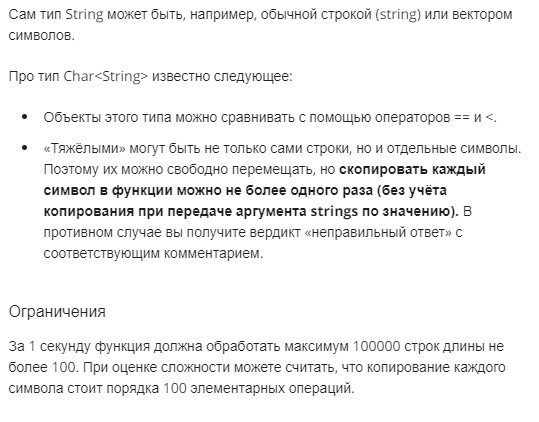 Сам тип String может быть, например, обычной строкой (string) или вектором
символов.
Про тип Char<String> известно следующее:
• Объекты этого типа можно сравнивать с помощью операторов == и <.
• «Тяжёлыми» могут быть не только сами строки, но и отдельные символы.
Поэтому их можно свободно перемещать, но скопировать каждый
символ в функции можно не более одного раза (без учёта
копирования при передаче аргумента strings по значению). В
противном случае вы получите вердикт «неправильный ответ» с
соответствующим комментарием.
Ограничения
За 1 секунду функция должна обработать максимум 100000 строк длины не
более 100. При оценке сложности можете считать, что копирование каждого
символа стоит порядка 100 элементарных операций.